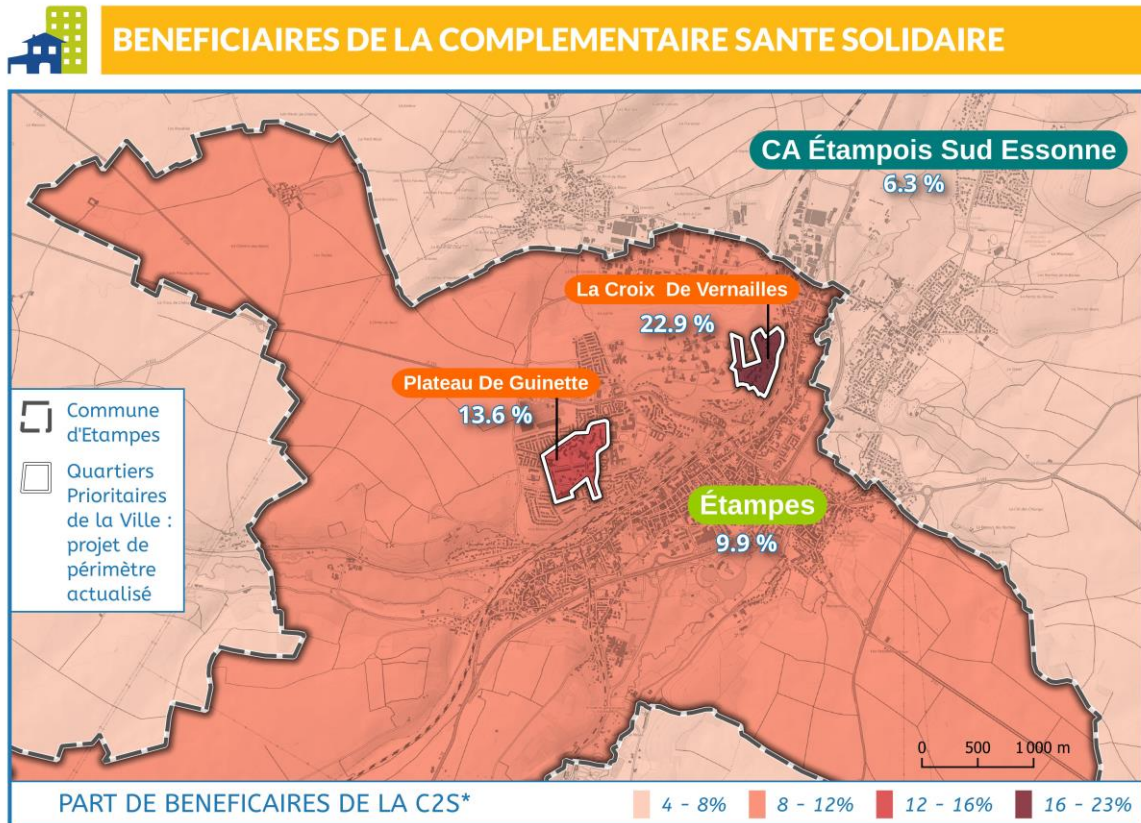 BENEFICIAIRES DE LA COMPLEMENTAIRE SANTE SOLIDAIRE
CA Étampois Sud Essonne
6.3 %
La Croix De Vernailles
22.9 %
Plateau De Guinette
13.6 %
Étampes
9.9 %
Commune
d'Etampes
Quartiers
Prioritaires
de la Ville :
projet de
périmètre
actualisé
0 500 1 000 m
PART DE BENEFICAIRES DE LA C2S*
4 - 8% 8 - 12% 12 - 16% 16 - 23%